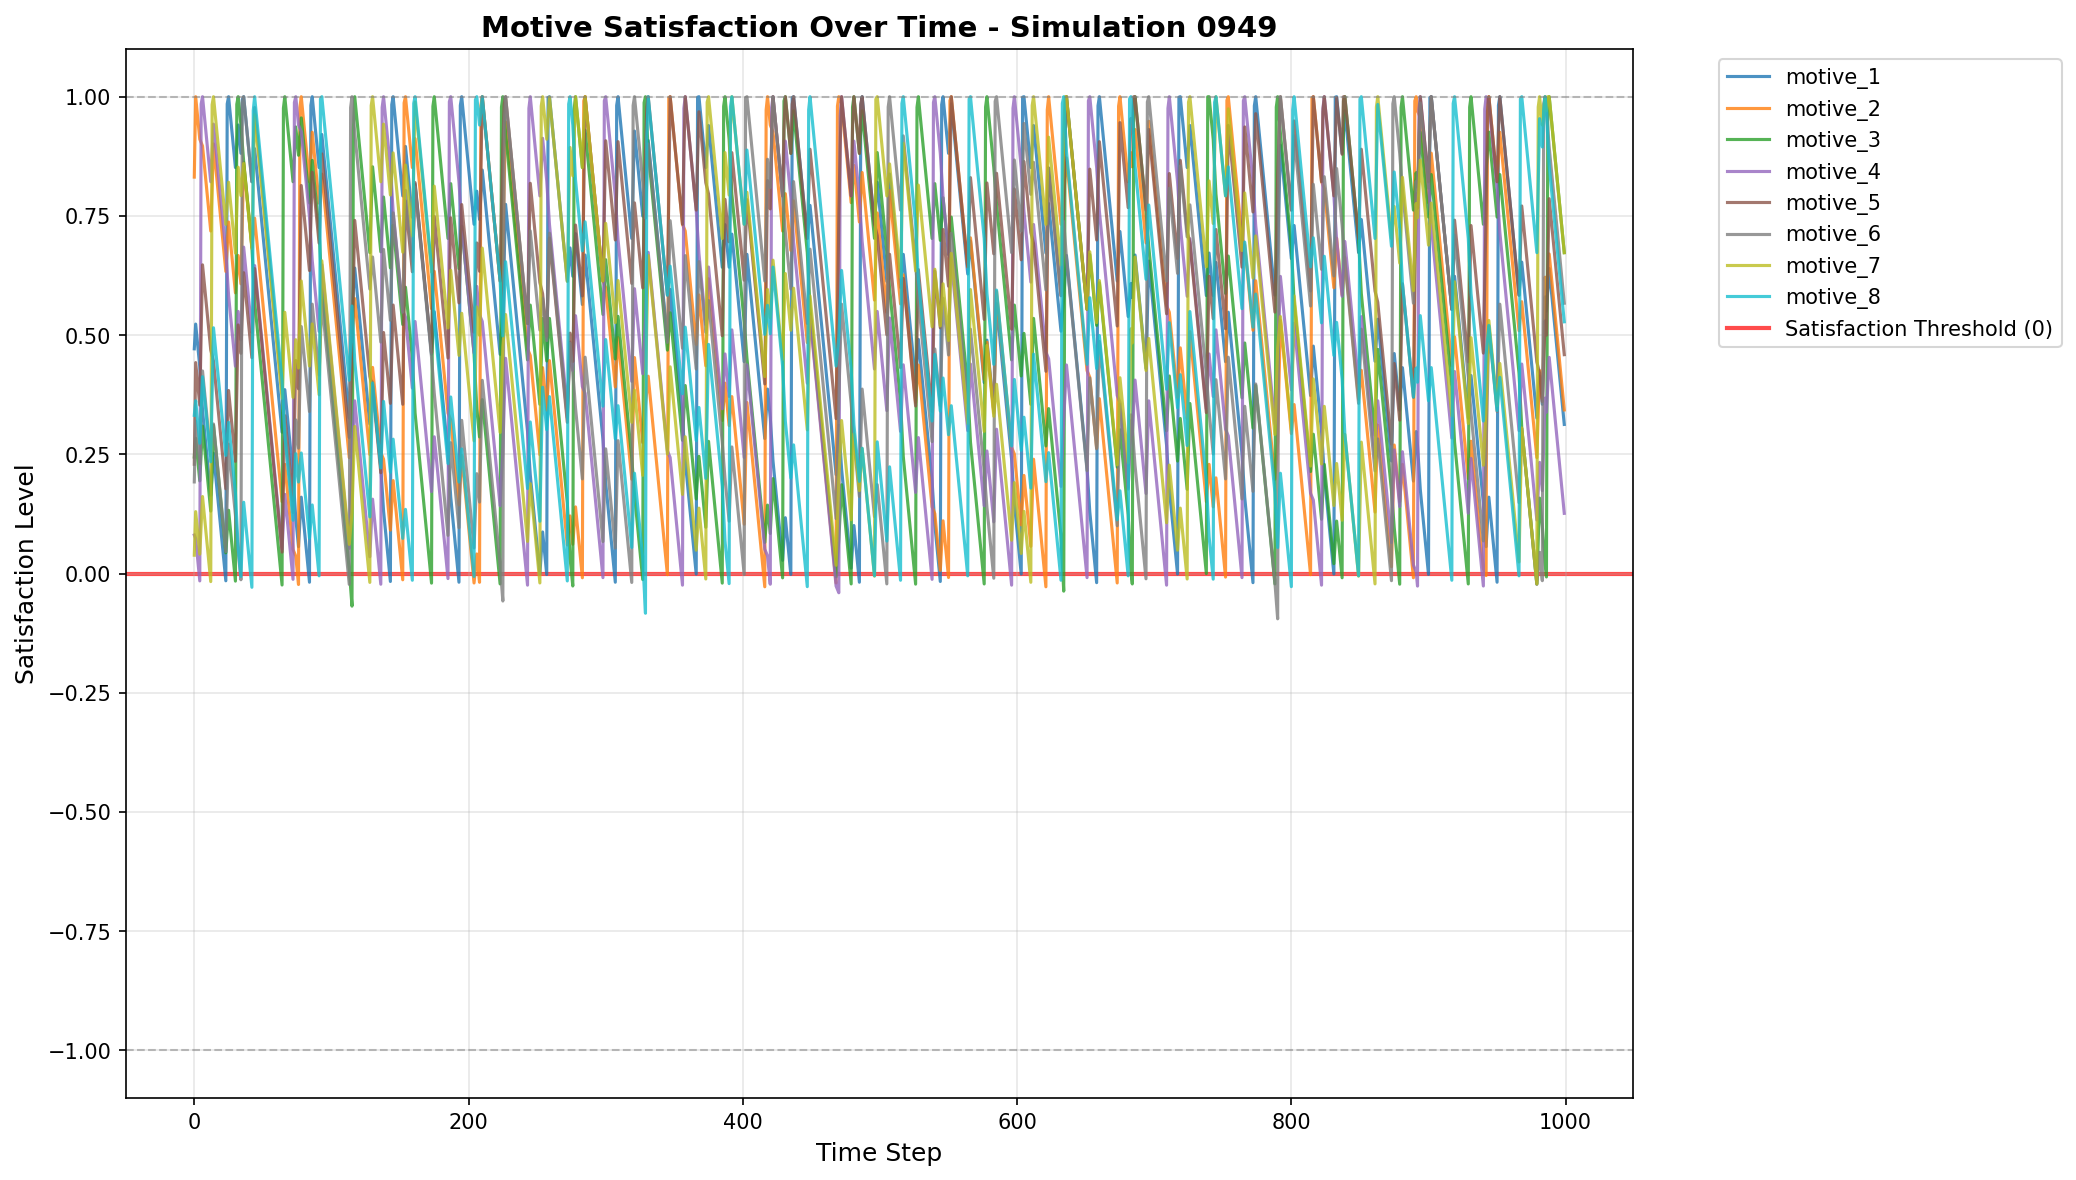 Motive Satisfaction Over Time - Simulation 0949
1.00
0.75
0.50
0.25
0.00
−0.25
−0.50
−0.75
−1.00
Satisfaction Level
0
200
400
600
800
1000
Time Step
motive_1
motive_2
motive_3
motive_4
motive_5
motive_6
motive_7
motive_8
Satisfaction Threshold (0)